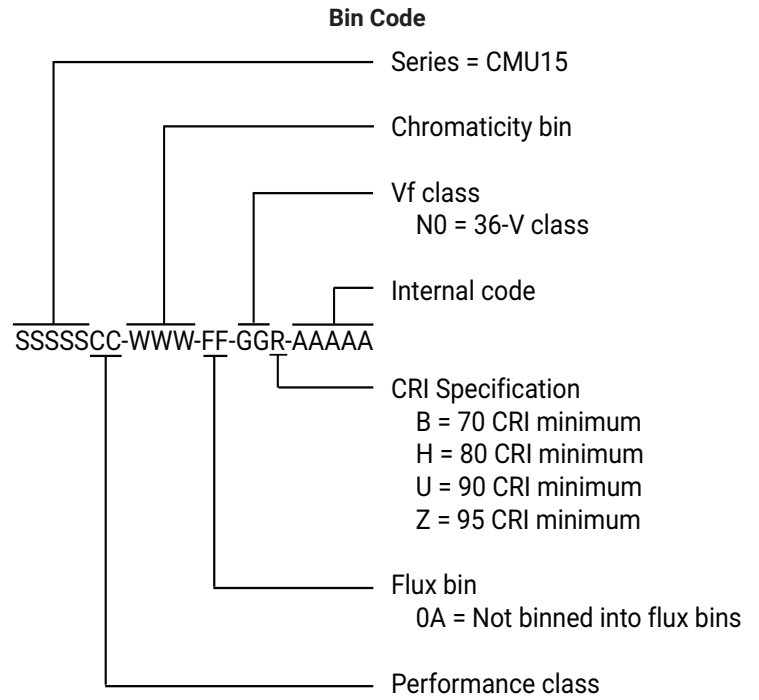 Bin Code
Series = CMU15
Chromaticity bin
Vf class
N0 = 36-V class
Internal code
SSSSSCC-WWW-FF-GGR-AAAAA
CRI Specification
B = 70 CRI minimum
H = 80 CRI minimum
U = 90 CRI minimum
Z = 95 CRI minimum
Flux bin
0A = Not binned into flux bins
Performance class